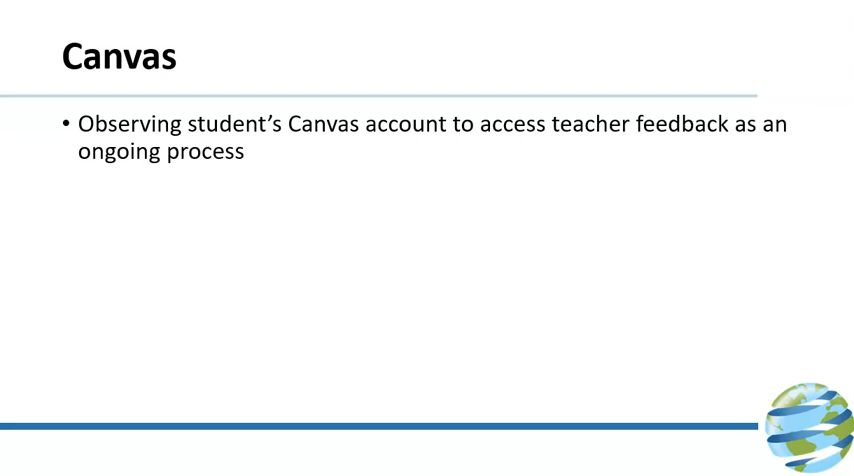 Canvas
• Observing student’s Canvas account to access teacher feedback as an
ongoing process